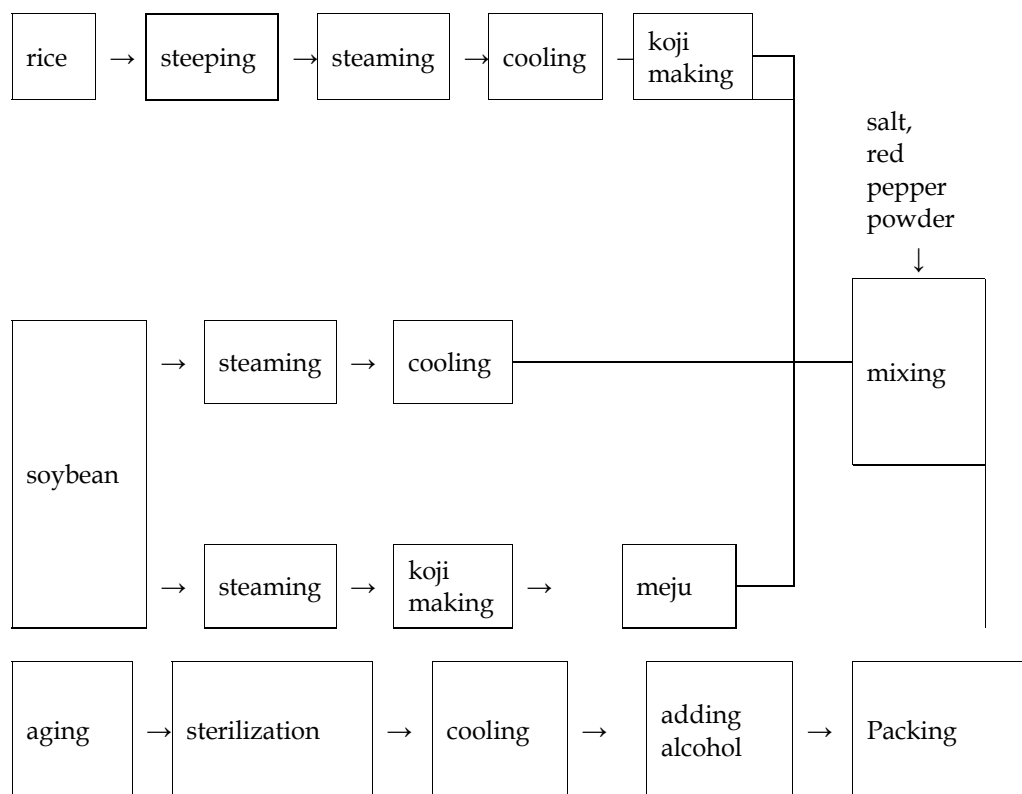 rice → steeping → steaming → cooling – koji
making
salt,
red
pepper
powder
↓
soybean
→ steaming → cooling
mixing
→ steaming → koji
making → meju
aging → sterilization → cooling → adding
alcohol → Packing